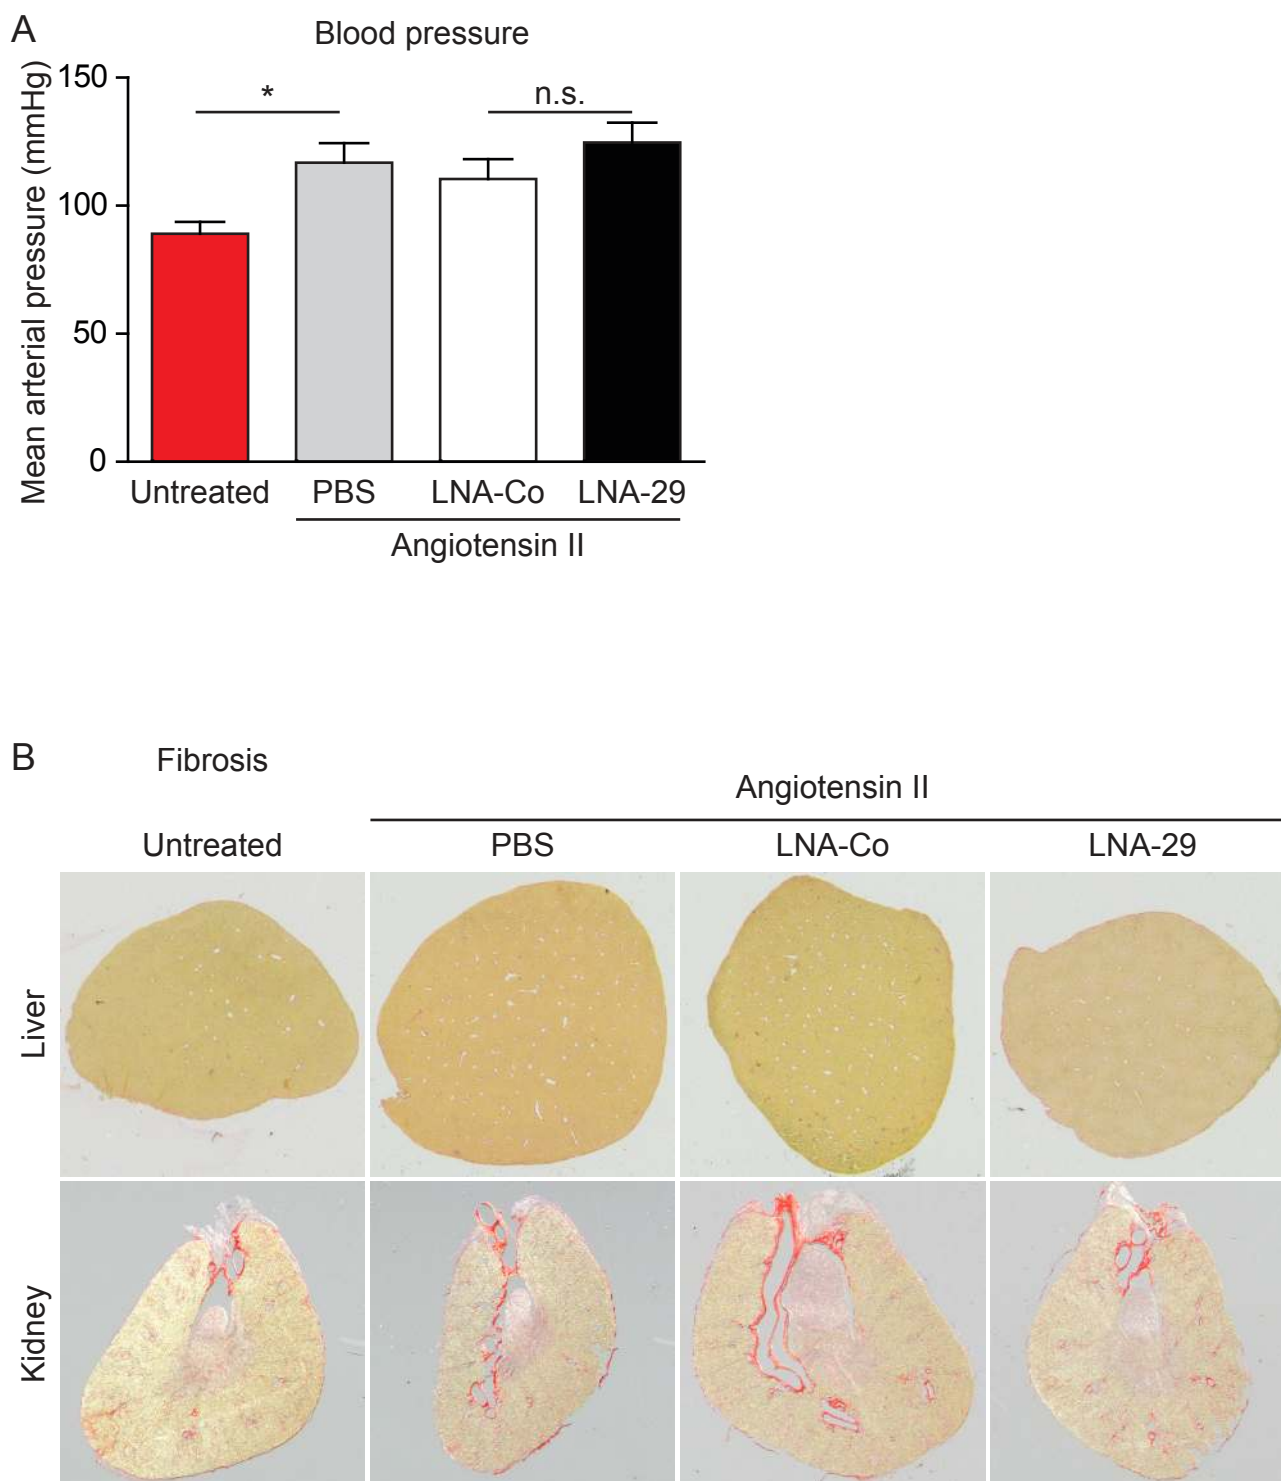 A
Blood pressure
Mean arterial pressure (mmHg)
150
100
50
0
*
n.s.
Untreated PBS LNA-Co LNA-29
Angiotensin II
B
Fibrosis
Angiotensin II
Untreated PBS LNA-Co LNA-29
Liver
Kidney